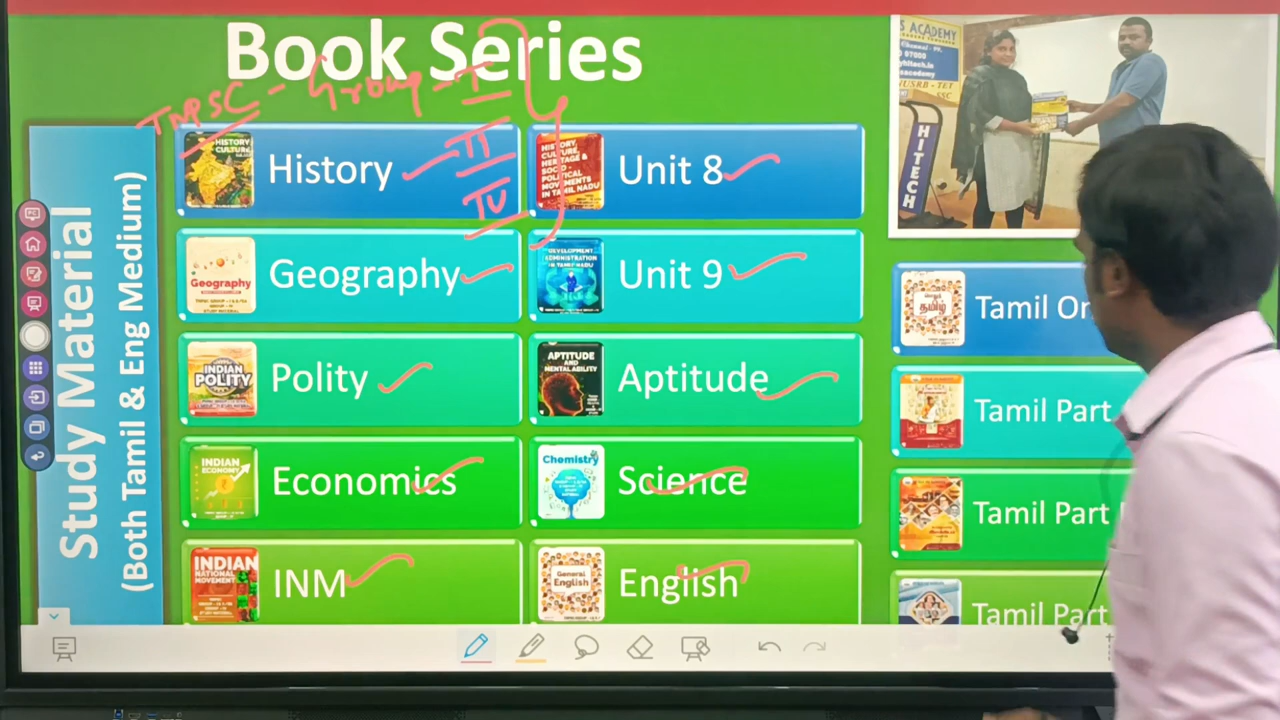 Book Series
TNPSC - Group - I
II
IV
Study Material
(Both Tamil & Eng Medium)
HISTORY
CULTURE
History
Geography
Geography
INDIAN
POLITY
Polity
INDIAN
ECONOMY
Economics
INDIAN
NATIONAL
MOVEMENT
INM
HISTORY,
CULTURE,
HERITAGE &
SOCIO -
POLITICAL
MOVEMENTS
IN TAMIL NADU
Unit 8
DEVELOPMENT
ADMINISTRATION
IN TAMIL NADU
Unit 9
APTITUDE
AND
MENTAL ABILITY
Aptitude
Chemistry
Science
General
English
English
S ACADEMY
Chennai - 99,
HITECH
தமிழ்
Tamil Or
Tamil Part
Tamil Part
Tamil Part